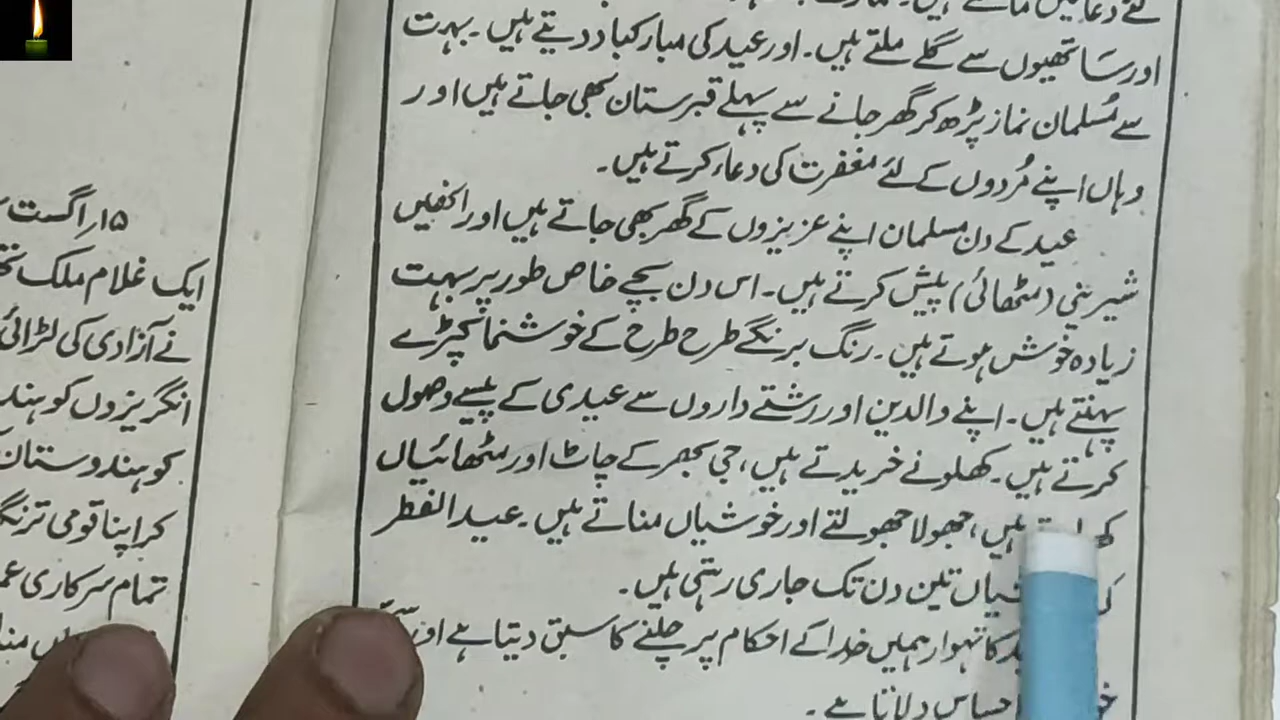 اور سَاتھیوں سے گلے ملتے ہیں۔ اور عید کی مبارکباد دیتے ہیں۔ بہت
سے مُسلمان نماز پڑھ کر گھر جانے سے پہلے قبرستان بھی جاتے ہیں اور
وہاں اپنے مُردوں کے لئے مغفرت کی دعاء کرتے ہیں۔
عید کے دن مسلمان اپنے عزیزوں کے گھر بھی جاتے ہیں اور انھیں
شیرینی (مٹھائی) پیش کرتے ہیں۔ اس دن بچے خاص طور پر بہت
زیادہ خوش ہوتے ہیں۔ رنگ برنگے طرح طرح کے خوشنما کپڑے
پہنتے ہیں۔ اپنے والدین اور رشتے داروں سے عیدی کے پیسے وصول
کرتے ہیں۔ کھلونے خریدتے ہیں، جی بھر کے چاٹ اور مٹھائیاں
ہیں، جھولا جھولتے اور خوشیاں مناتے ہیں۔ عید الفطر
تین دن تک جاری رہتی ہیں۔
کا تہوار ہمیں خدا کے احکام پر چلنے کا سبق دیتا ہے
احساس دلاتا ہے۔
۱۵/اگست
ایک غلام ملک
نے آزادی کی لڑائی
انگریزوں کو
کو ہندوستان
کر اپنا قومی
تمام سرکاری